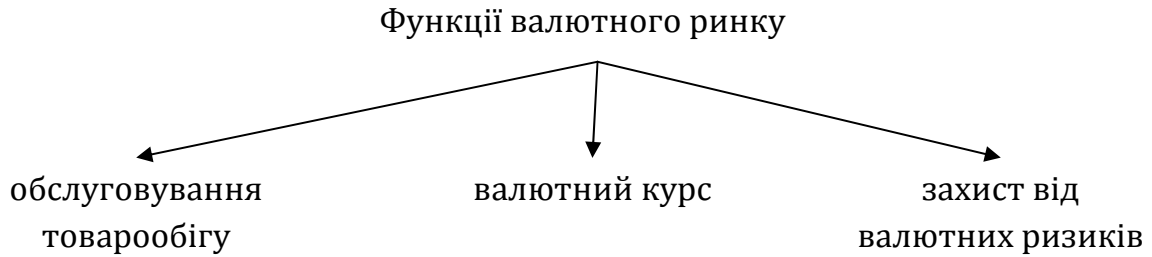 Функції валютного ринку
обслуговування
товарообігу
валютний курс
захист від
валютних ризиків